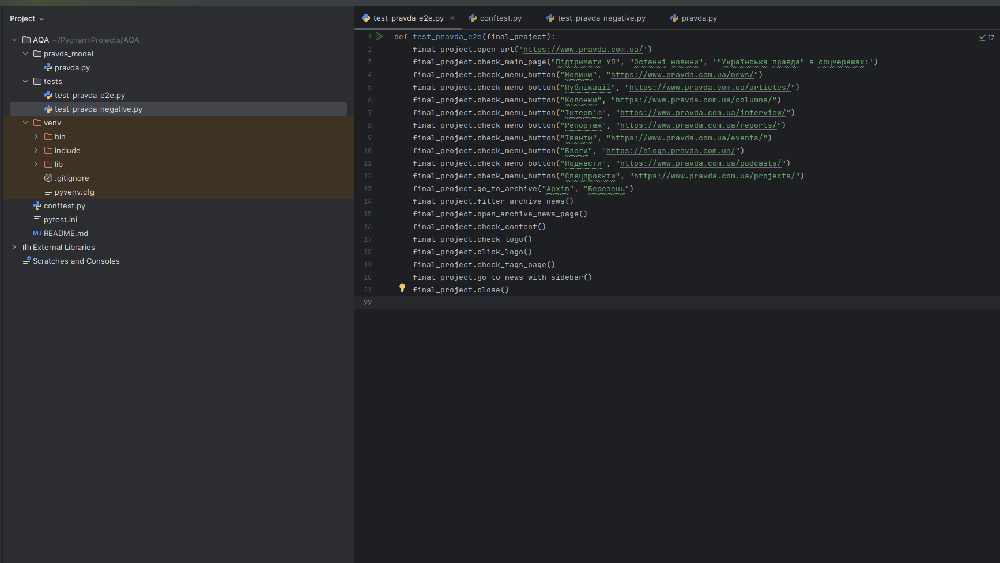 Project
AQA ~/PycharmProjects/AQA
pravda_model
pravda.py
tests
test_pravda_e2e.py
test_pravda_negative.py
venv
bin
include
lib
.gitignore
pyvenv.cfg
conftest.py
pytest.ini
M↓ README.md
External Libraries
Scratches and Consoles
test_pravda_e2e.py × conftest.py test_pravda_negative.py pravda.py
17
1 def test_pravda_e2e(final_project):
2 final_project.open_url('https://www.pravda.com.ua/')
3 final_project.check_main_page("Підтримати УП", "Останні новини", '"Українська правда" в соцмережах:')
4 final_project.check_menu_button("Новини", "https://www.pravda.com.ua/news/")
5 final_project.check_menu_button("Публікації", "https://www.pravda.com.ua/articles/")
6 final_project.check_menu_button("Колонки", "https://www.pravda.com.ua/columns/")
7 final_project.check_menu_button("Інтерв'ю", "https://www.pravda.com.ua/interview/")
8 final_project.check_menu_button("Репортаж", "https://www.pravda.com.ua/reports/")
9 final_project.check_menu_button("Івенти", "https://www.pravda.com.ua/events/")
10 final_project.check_menu_button("Блоги", "https://blogs.pravda.com.ua/")
11 final_project.check_menu_button("Подкасти", "https://www.pravda.com.ua/podcasts/")
12 final_project.check_menu_button("Спецпроєкти", "https://www.pravda.com.ua/projects/")
13 final_project.go_to_archive("Архів", "Березень")
14 final_project.filter_archive_news()
15 final_project.open_archive_news_page()
16 final_project.check_content()
17 final_project.check_logo()
18 final_project.click_logo()
19 final_project.check_tags_page()
20 final_project.go_to_news_with_sidebar()
21 final_project.close()
22